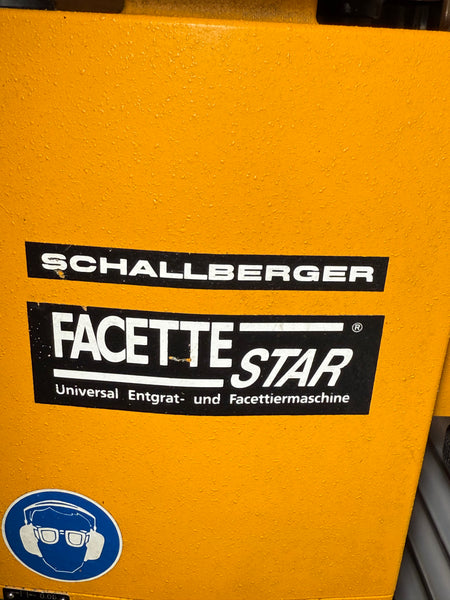 SCHALLBERGER
FACETTE ®
STAR
Universal Entgrat- und Facettiermaschine